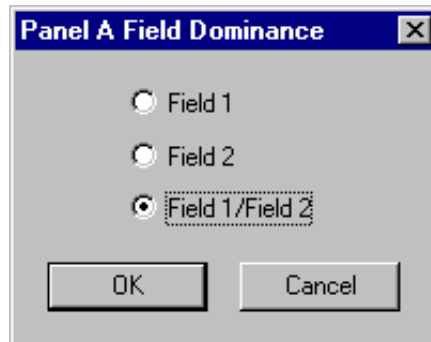 Panel A Field Dominance
Field 1
Field 2
Field 1/Field 2
OK Cancel